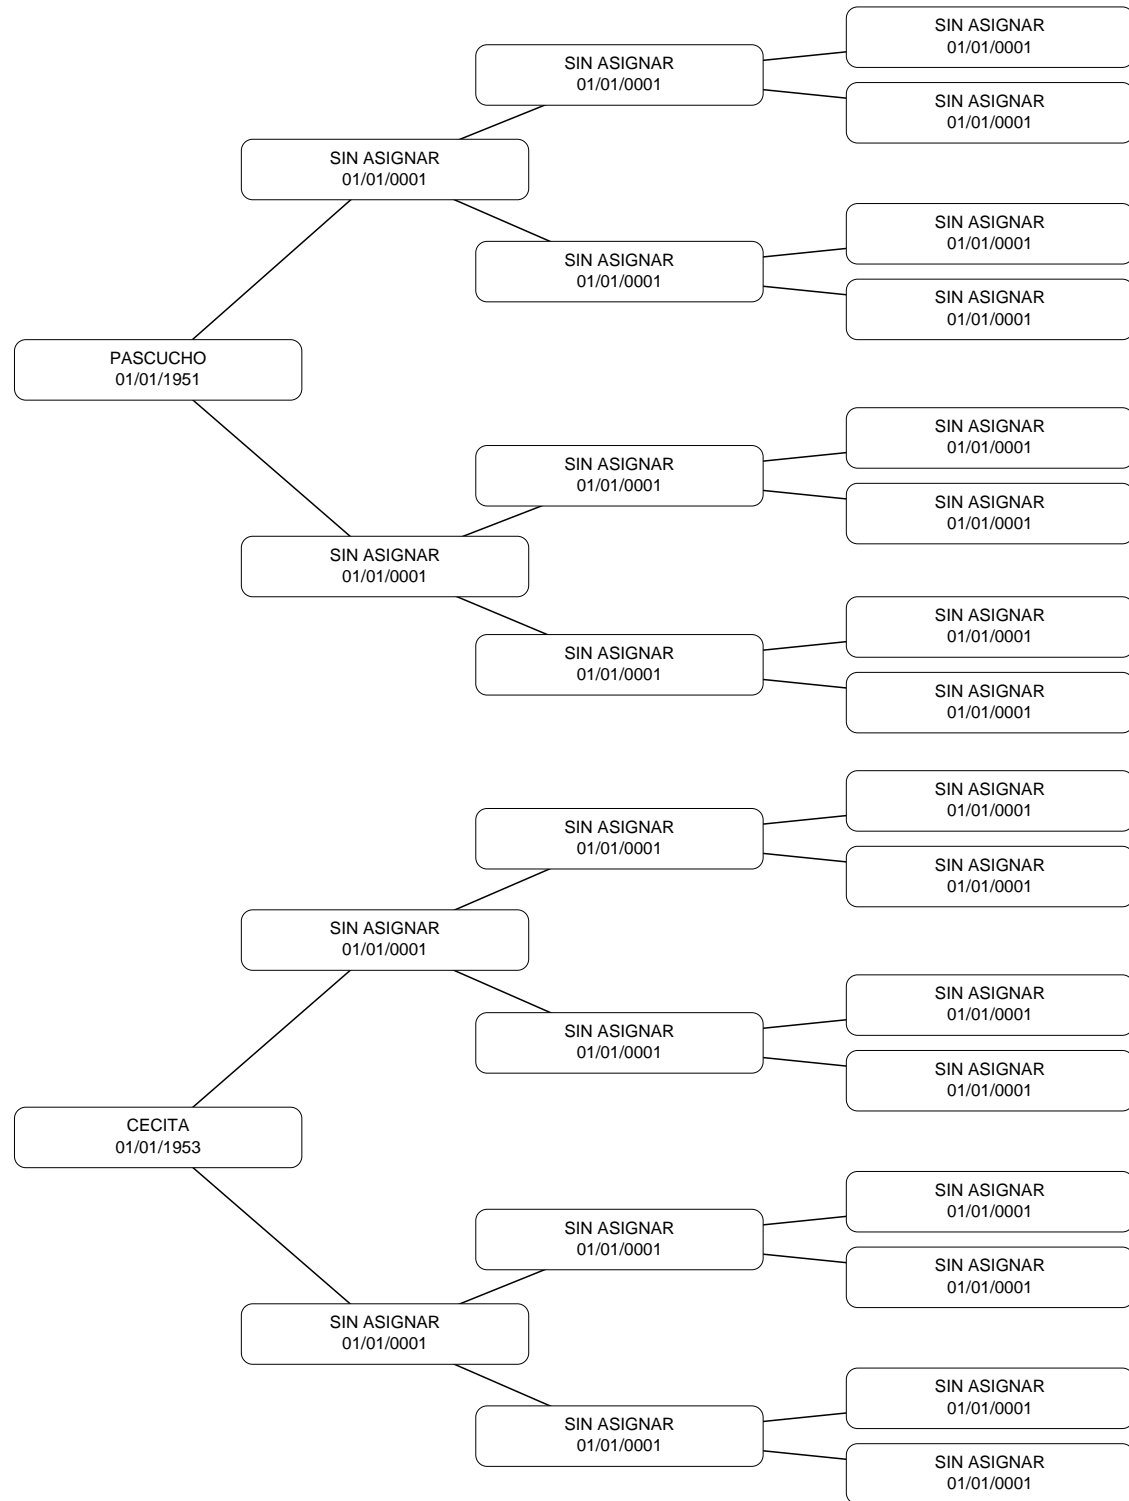 SIN ASIGNAR
01/01/0001
SIN ASIGNAR
01/01/0001
SIN ASIGNAR
01/01/0001
SIN ASIGNAR
01/01/0001
SIN ASIGNAR
01/01/0001
SIN ASIGNAR
01/01/0001
SIN ASIGNAR
01/01/0001
PASCUCHO
01/01/1951
SIN ASIGNAR
01/01/0001
SIN ASIGNAR
01/01/0001
SIN ASIGNAR
01/01/0001
SIN ASIGNAR
01/01/0001
SIN ASIGNAR
01/01/0001
SIN ASIGNAR
01/01/0001
SIN ASIGNAR
01/01/0001
SIN ASIGNAR
01/01/0001
SIN ASIGNAR
01/01/0001
SIN ASIGNAR
01/01/0001
SIN ASIGNAR
01/01/0001
SIN ASIGNAR
01/01/0001
SIN ASIGNAR
01/01/0001
SIN ASIGNAR
01/01/0001
CECITA
01/01/1953
SIN ASIGNAR
01/01/0001
SIN ASIGNAR
01/01/0001
SIN ASIGNAR
01/01/0001
SIN ASIGNAR
01/01/0001
SIN ASIGNAR
01/01/0001
SIN ASIGNAR
01/01/0001
SIN ASIGNAR
01/01/0001